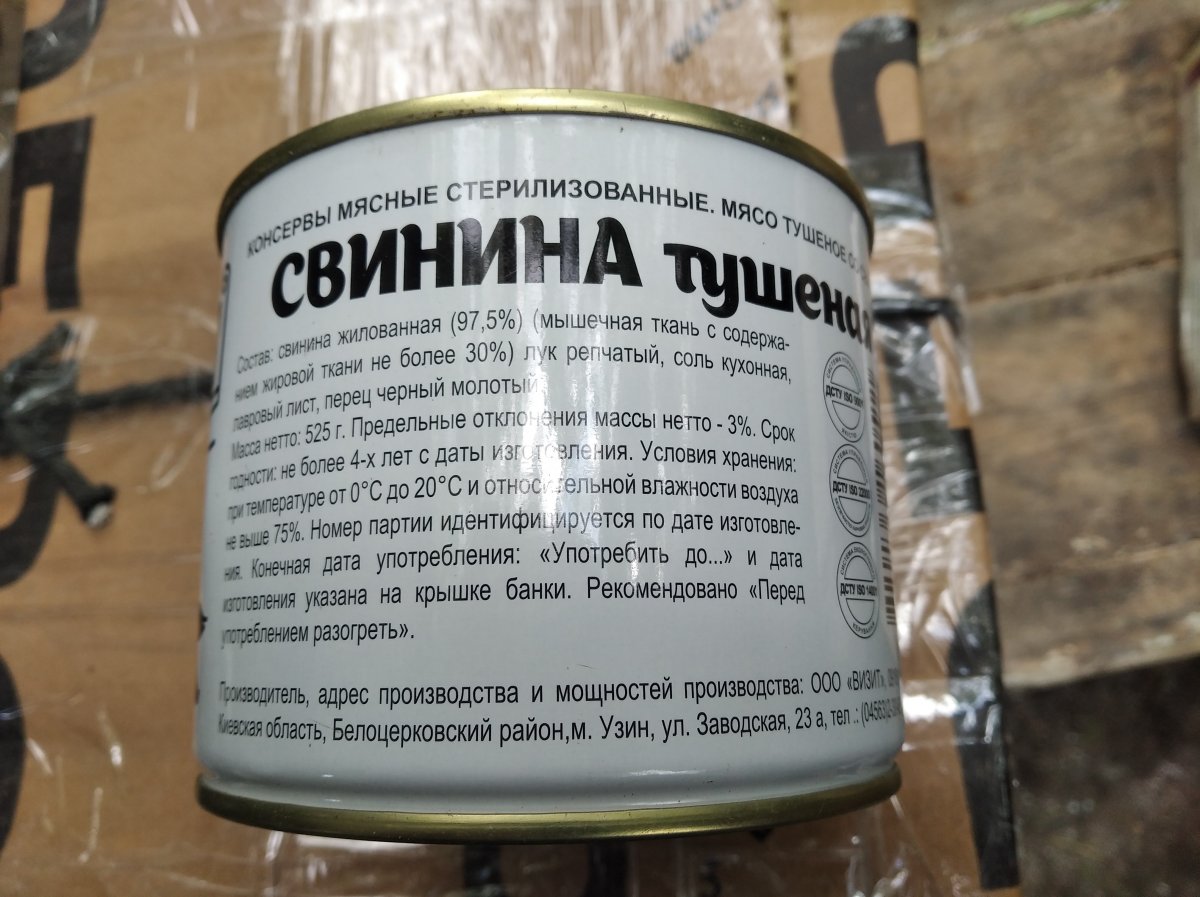 КОНСЕРВЫ МЯСНЫЕ СТЕРИЛИЗОВАННЫЕ. МЯСО ТУШЕНОЕ
СВИНИНА тушеная
Состав: свинина жилованная (97,5%) (мышечная ткань с содержа-
нием жировой ткани не более 30%) лук репчатый, соль кухонная,
лавровый лист, перец черный молотый.
Масса нетто: 525 г. Предельные отклонения массы нетто - 3%. Срок
годности: не более 4-х лет с даты изготовления. Условия хранения:
при температуре от 0°С до 20°С и относительной влажности воздуха
не выше 75%. Номер партии идентифицируется по дате изготовле-
ния. Конечная дата употребления: «Употребить до...» и дата
изготовления указана на крышке банки. Рекомендовано «Перед
употреблением разогреть».
Производитель, адрес производства и мощностей производства: ООО «ВИЗИТ»,
Киевская область, Белоцерковский район,м. Узин, ул. Заводская, 23 а, тел.:
ДСТУ ISO 9001
ДСТУ ISO 22000
ДСТУ ISO 14001